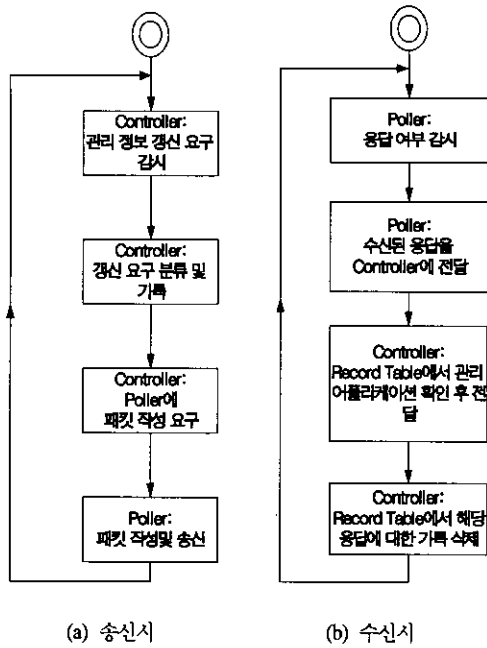 Controller:
관리 정보 갱신 요구
감시
Controller:
갱신 요구 분류 및
기록
Controller:
Poller에
패킷 작성 요구
Poller:
패킷 작성및 송신
(a) 송신시
Poller:
응답 여부 감시
Poller:
수신된 응답을
Controller에 전달
Controller:
Record Table에서 관리
어플리케이션 확인 후 전
달
Controller:
Record Table에서 해당
응답에 대한 기록 삭제
(b) 수신시